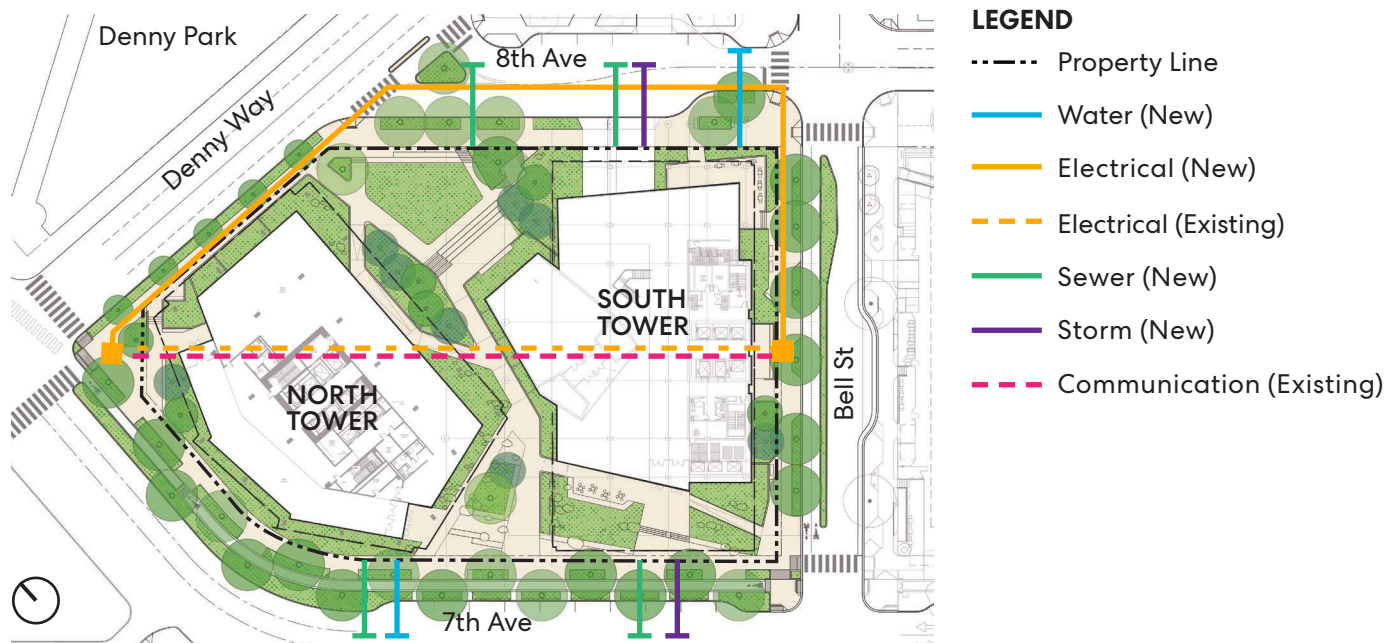 Denny Park
8th Ave
Denny Way
SOUTH
TOWER
NORTH
TOWER
Bell St
7th Ave
LEGEND
Property Line
Water (New)
Electrical (New)
Electrical (Existing)
Sewer (New)
Storm (New)
Communication (Existing)